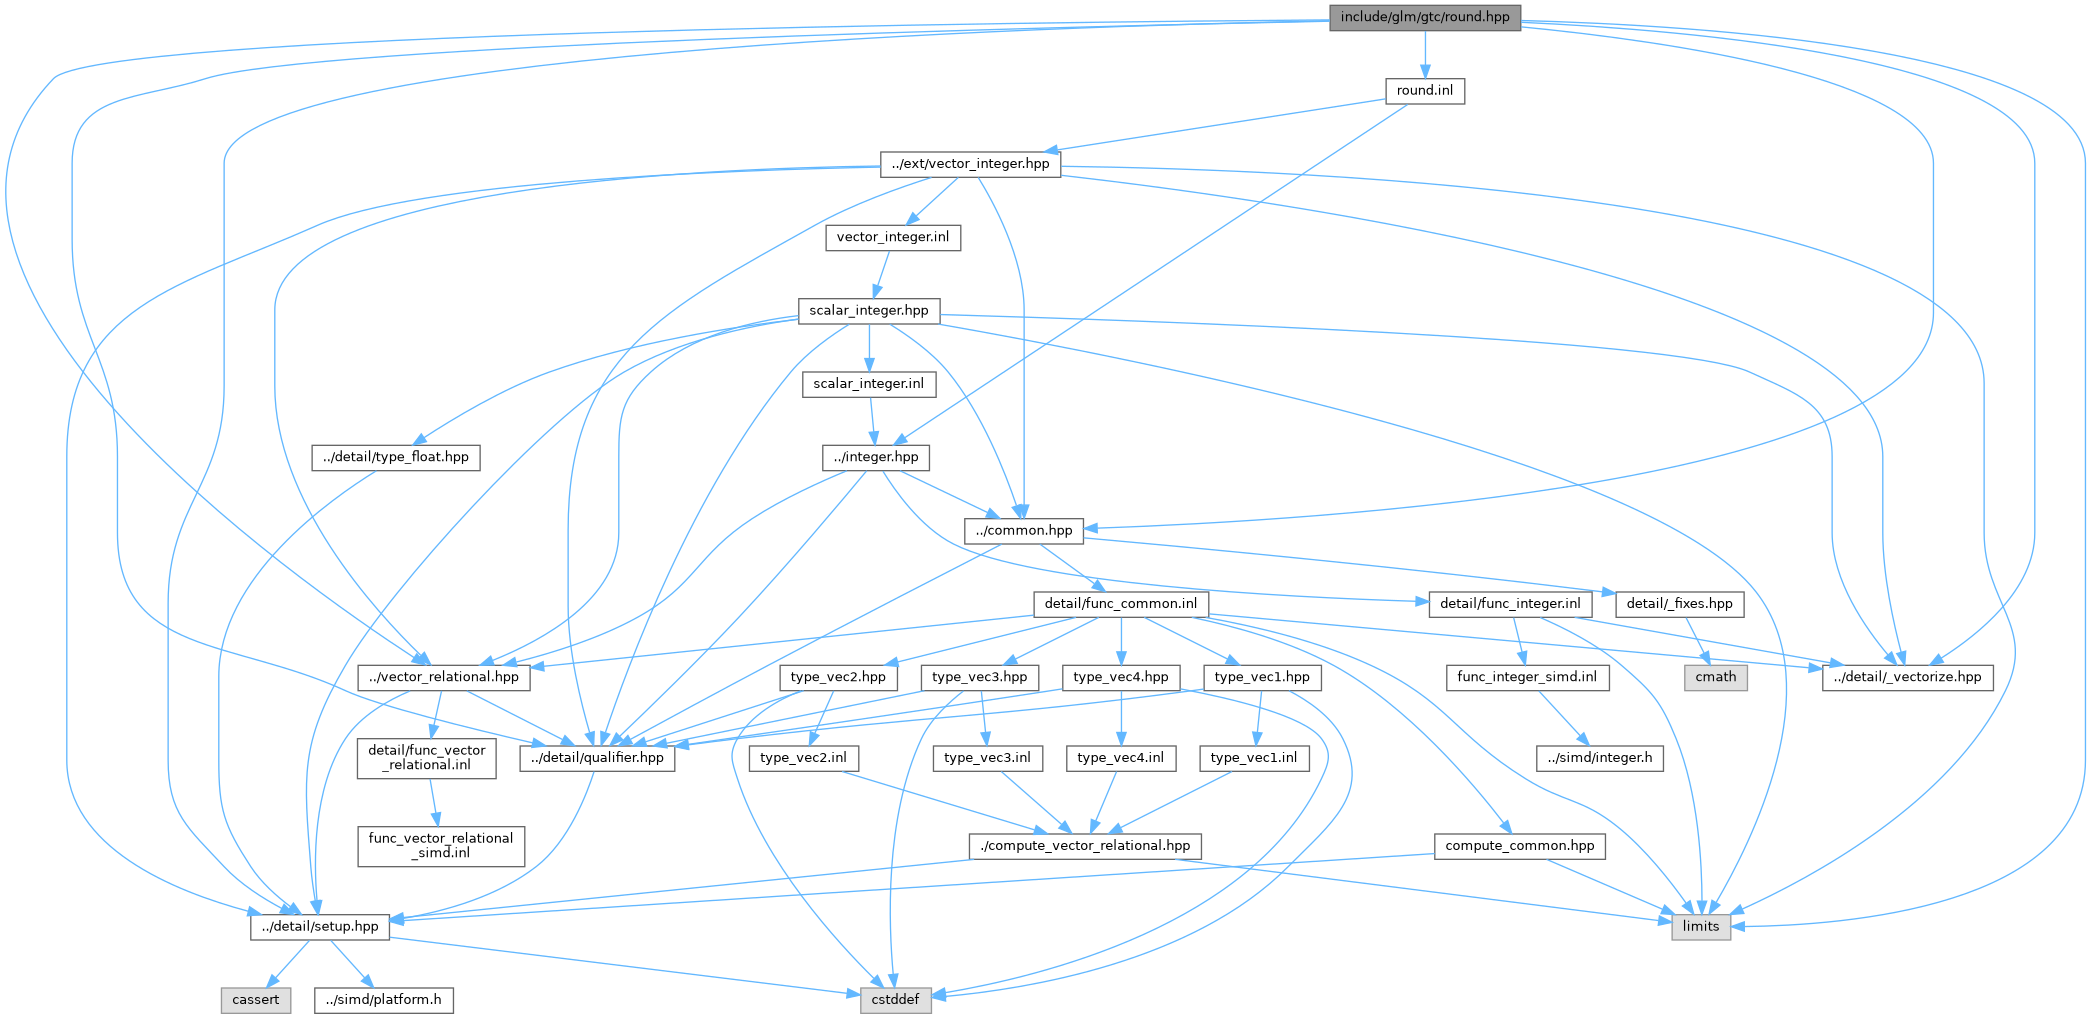 include/glm/gtc/round.hpp
round.inl
../ext/vector_integer.hpp
vector_integer.inl
scalar_integer.hpp
scalar_integer.inl
../detail/type_float.hpp
../integer.hpp
../common.hpp
detail/func_common.inl
detail/func_integer.inl
detail/_fixes.hpp
../vector_relational.hpp
type_vec2.hpp
type_vec3.hpp
type_vec4.hpp
type_vec1.hpp
func_integer_simd.inl
cmath
../detail/_vectorize.hpp
detail/func_vector
_relational.inl
../detail/qualifier.hpp
type_vec2.inl
type_vec3.inl
type_vec4.inl
type_vec1.inl
../simd/integer.h
func_vector_relational
_simd.inl
./compute_vector_relational.hpp
compute_common.hpp
../detail/setup.hpp
limits
cassert
../simd/platform.h
cstddef